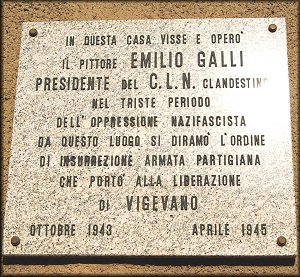 IN QUESTA CASA VISSE E OPERÒ
IL PITTORE EMILIO GALLI
PRESIDENTE DEL C.L.N. CLANDESTINO
NEL TRISTE PERIODO
DELL'OPPRESSIONE NAZIFASCISTA
DA QUESTO LUOGO SI DIRAMÒ L'ORDINE
DI INSURREZIONE ARMATA PARTIGIANA
CHE PORTÒ ALLA LIBERAZIONE
DI VIGEVANO
OTTOBRE 1943 APRILE 1945